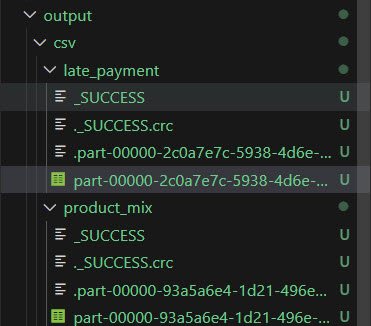 output
csv
late_payment
_SUCCESS U
._SUCCESS.crc U
.part-00000-2c0a7e7c-5938-4d6e-... U
part-00000-2c0a7e7c-5938-4d6e-... U
product_mix
_SUCCESS U
._SUCCESS.crc U
.part-00000-93a5a6e4-1d21-496e... U
part-00000-93a5a6e4-1d21-496e-... U